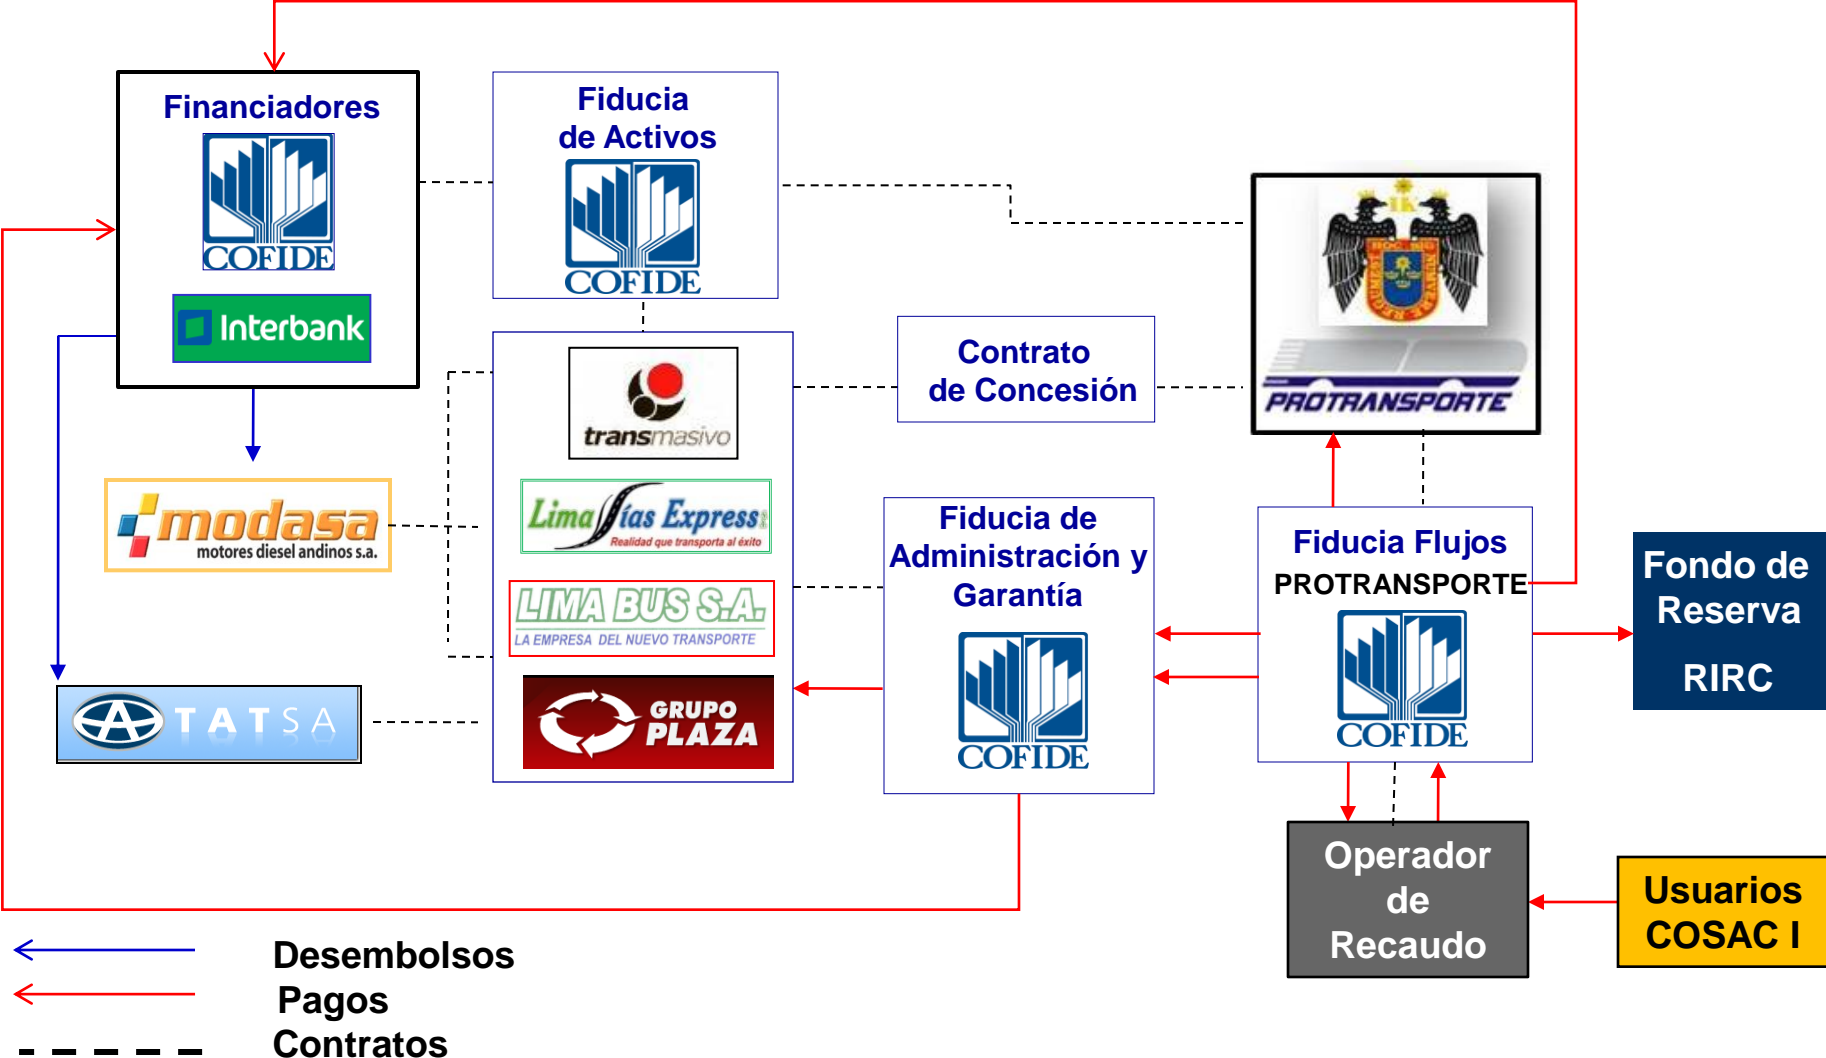 Financiadores
COFIDE
Interbank
Fiducia
de Activos
COFIDE
PROTRANSPORTE
Contrato
de Concesión
transmasivo
Lima Vías Express
Realidad que transporta al éxito
LIMA BUS S.A.
LA EMPRESA DEL NUEVO TRANSPORTE
GRUPO
PLAZA
modasa
motores diesel andinos s.a.
TATSA
Fiducia de
Administración y
Garantía
COFIDE
Fiducia Flujos
PROTRANSPORTE
COFIDE
Fondo de
Reserva
RIRC
Operador
de
Recaudo
Usuarios
COSAC I
Desembolsos
Pagos
Contratos